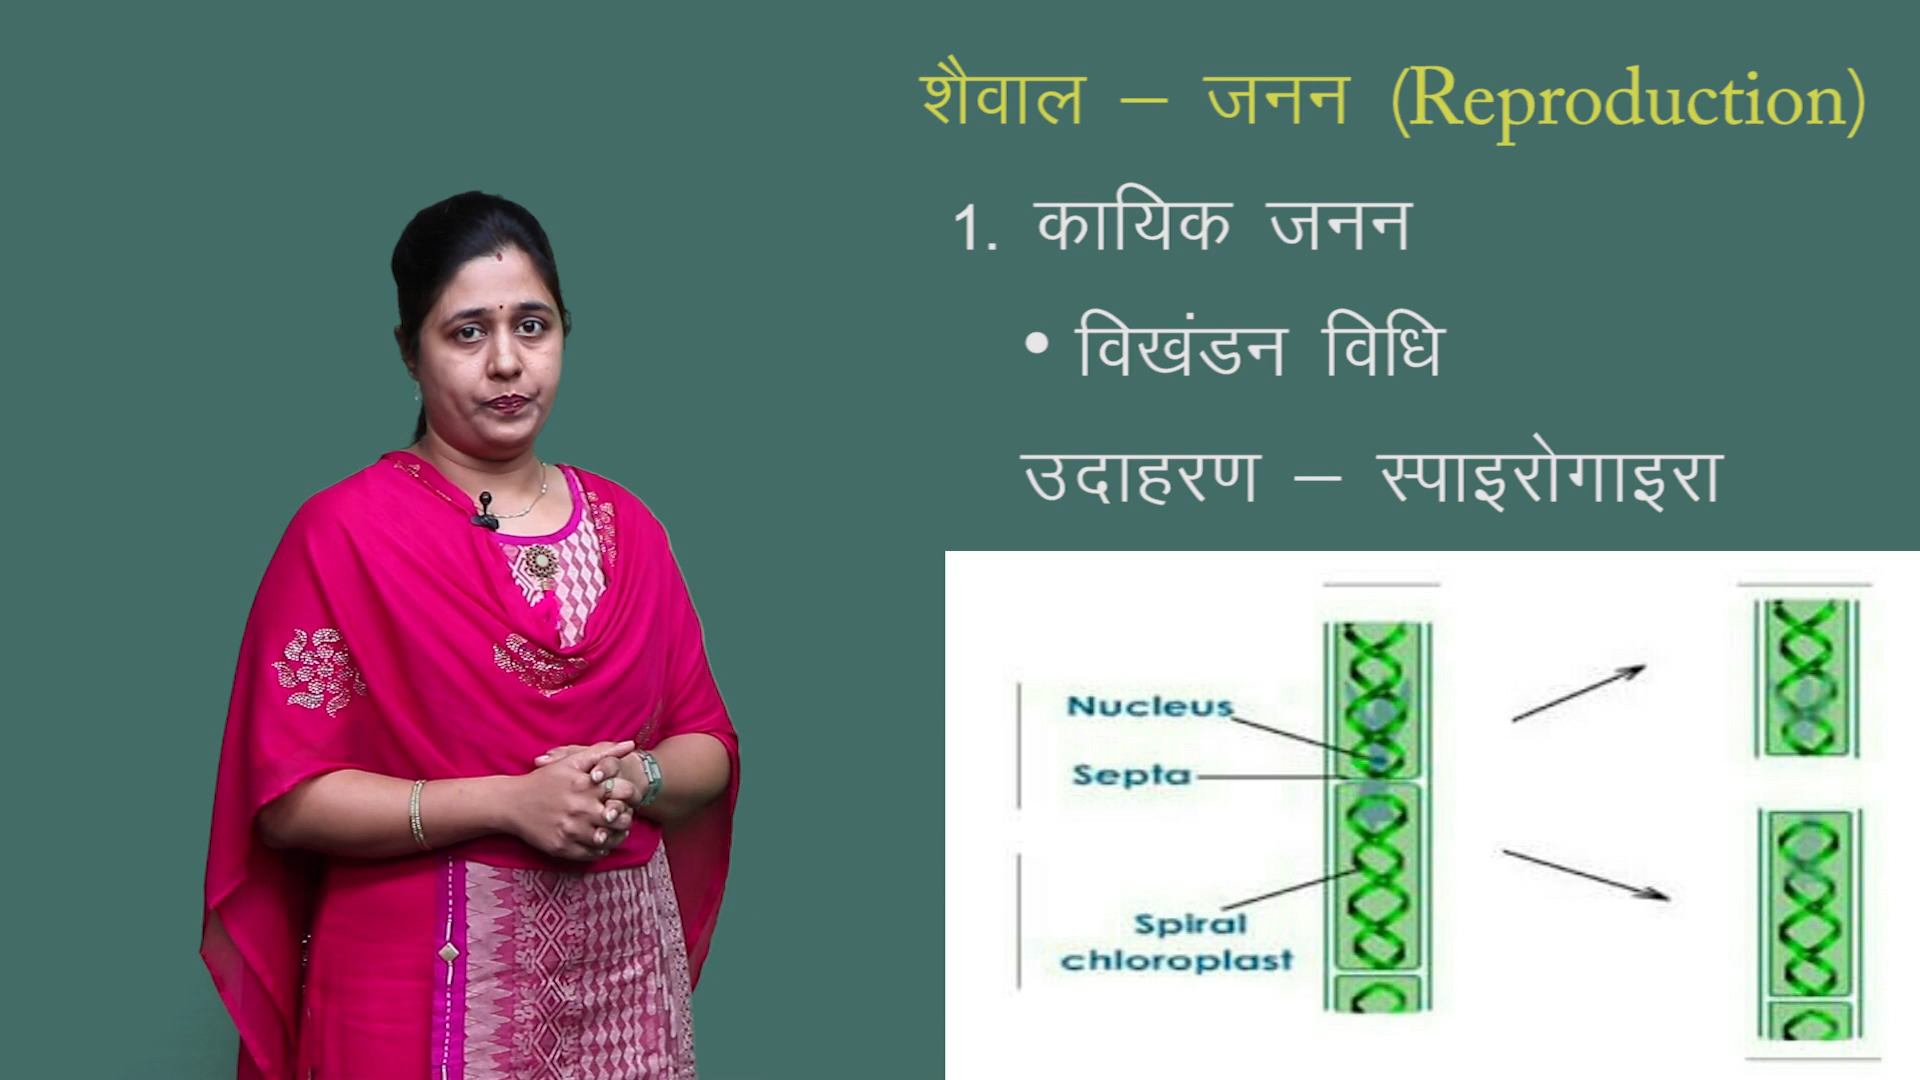 शैवाल – जनन (Reproduction)
1. कायिक जनन
• विखंडन विधि
उदाहरण – स्पाइरोगाइरा
Nucleus
Septa
Spiral
chloroplast